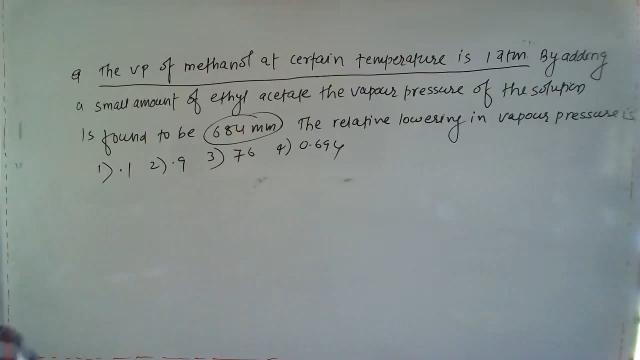 Q The VP of methanol at certain temperature is 1 atm By adding
a small amount of ethyl acetate the vapour pressure of the solution
is found to be 684 mm The relative lowering in vapour pressure is
1) .1 2) .9 3) 76 4) 0.694